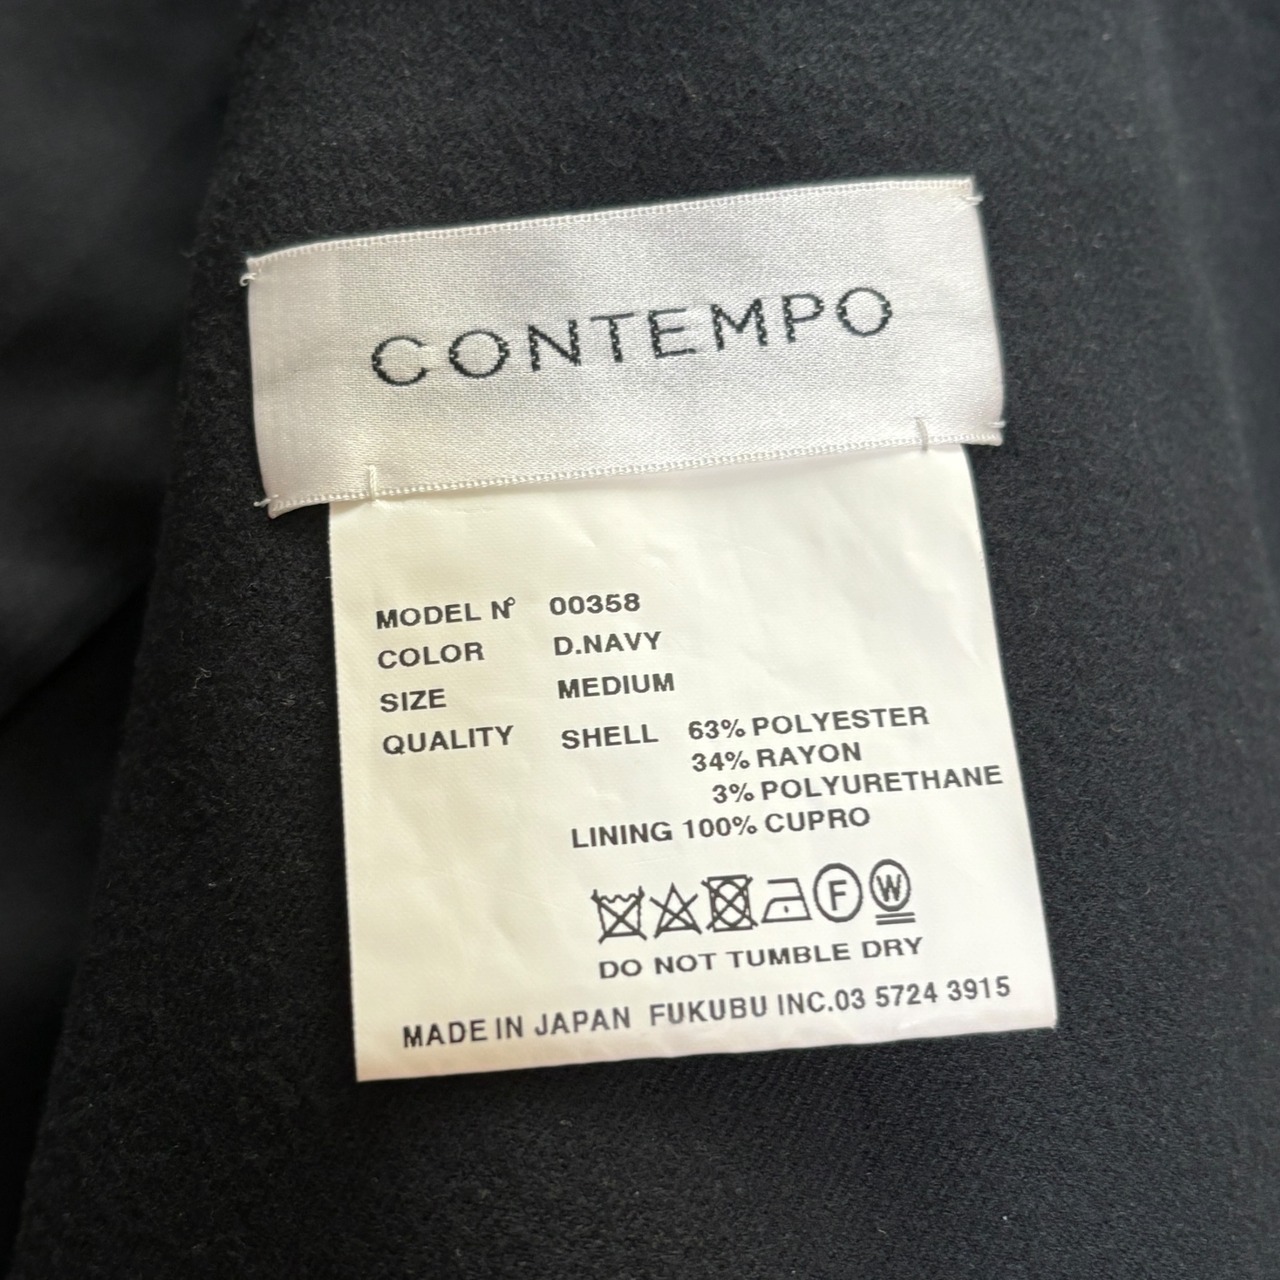 CONTEMPO
MODEL Nº 00358
COLOR D.NAVY
SIZE MEDIUM
QUALITY SHELL 63% POLYESTER
34% RAYON
3% POLYURETHANE
LINING 100% CUPRO
F W
DO NOT TUMBLE DRY
MADE IN JAPAN FUKUBU INC.03 5724 3915